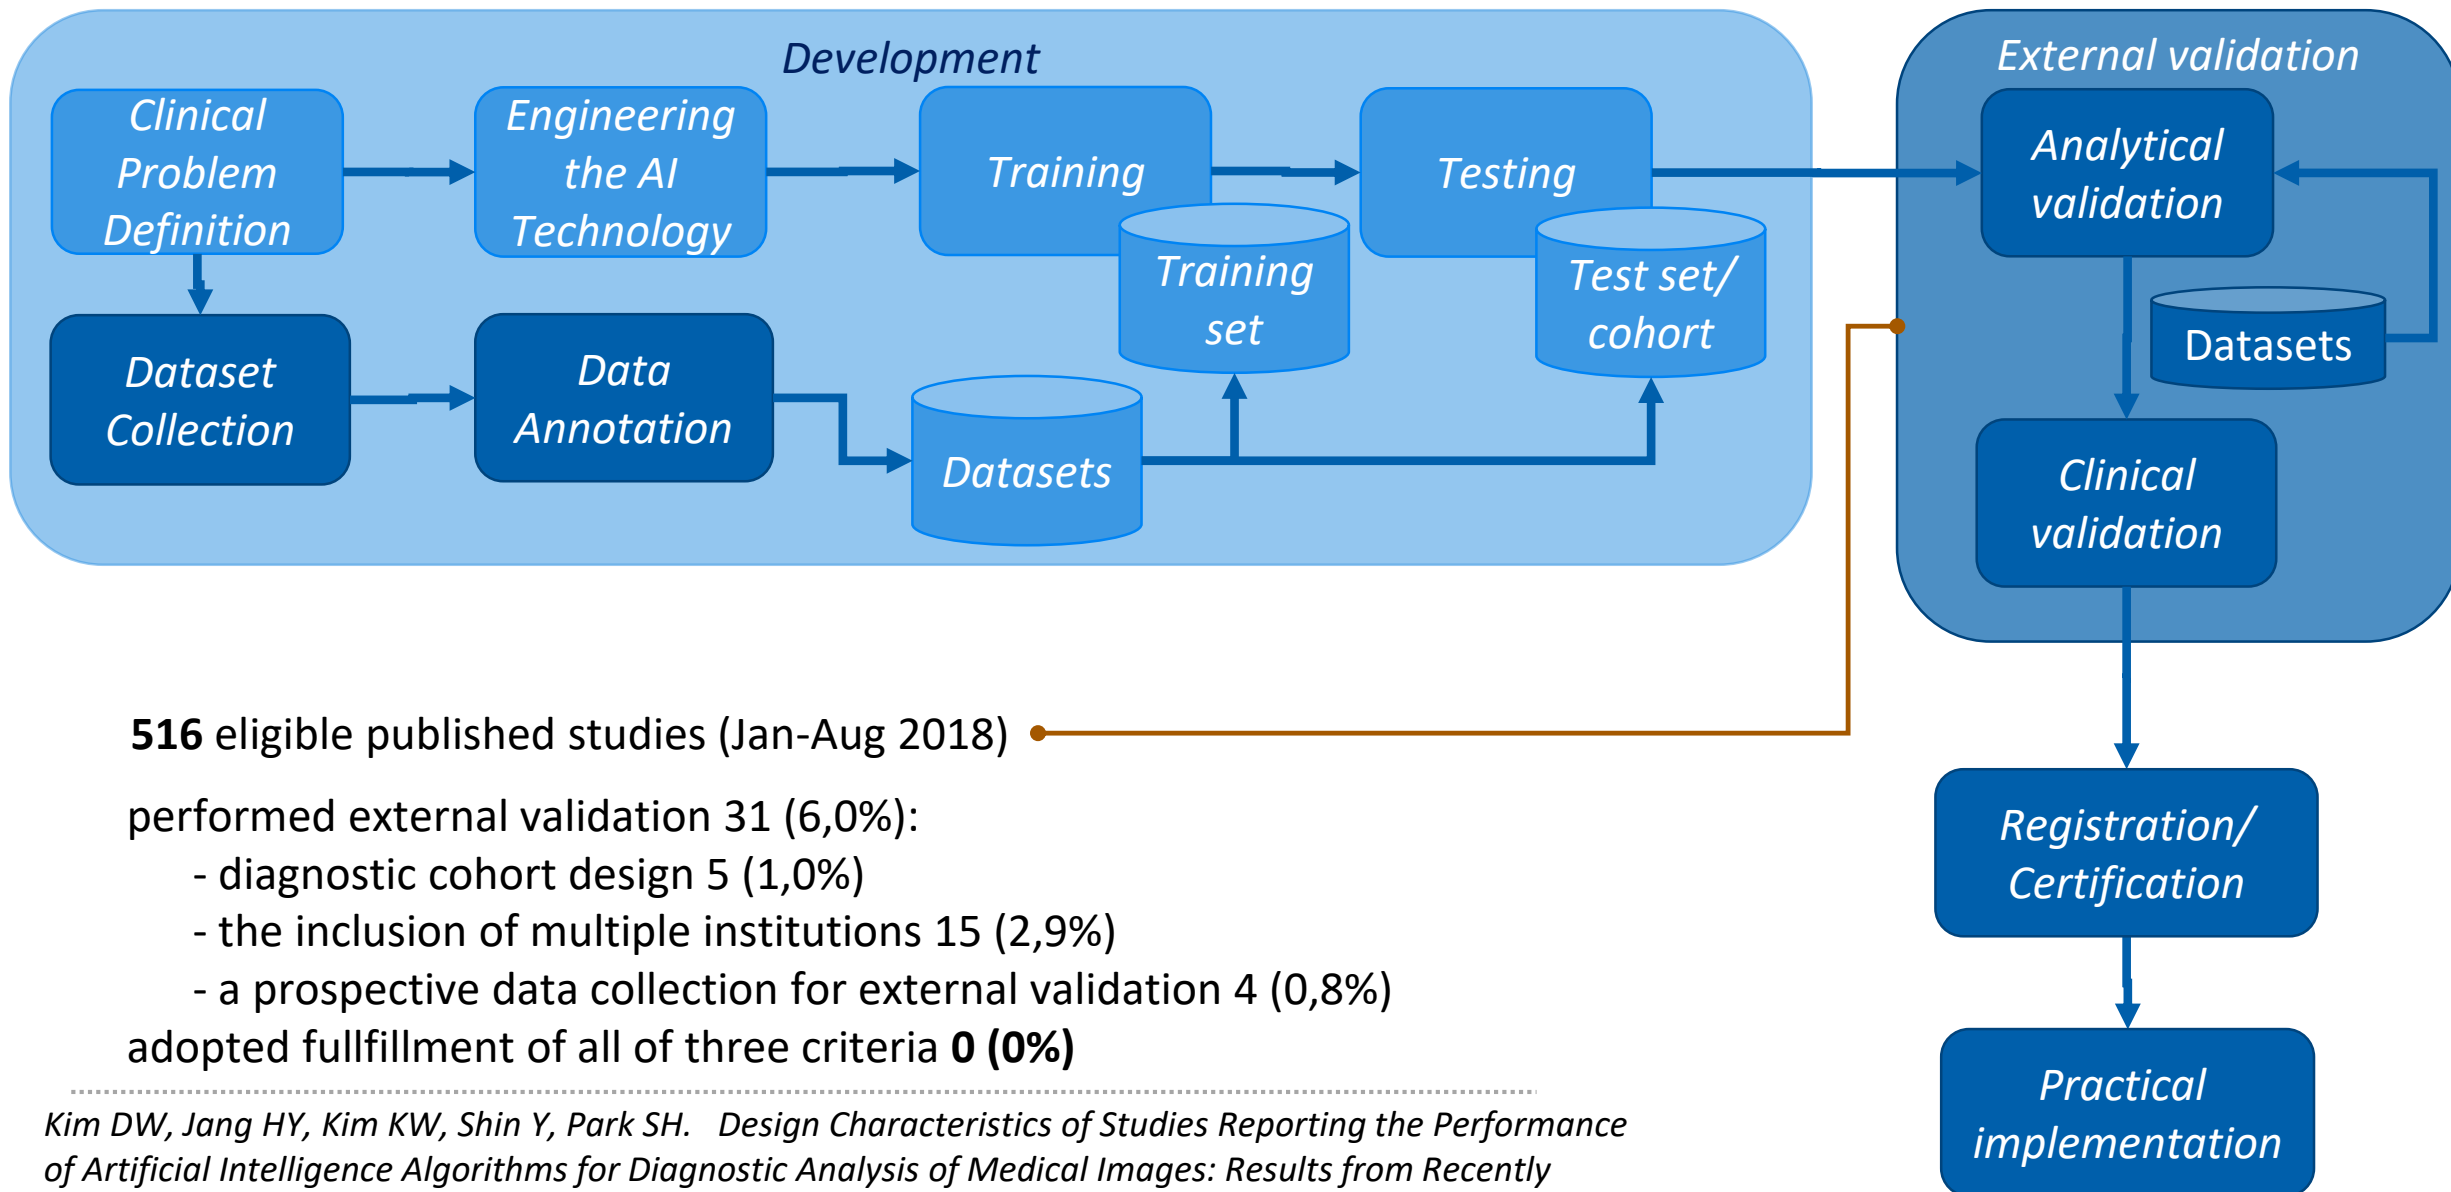 Development
Clinical
Problem
Definition
Engineering
the AI
Technology
Training
Testing
Training
set
Test set/
cohort
Dataset
Collection
Data
Annotation
Datasets
External validation
Analytical
validation
Datasets
Clinical
validation
Registration/
Certification
Practical
implementation
516 eligible published studies (Jan-Aug 2018)
performed external validation 31 (6,0%):
- diagnostic cohort design 5 (1,0%)
- the inclusion of multiple institutions 15 (2,9%)
- a prospective data collection for external validation 4 (0,8%)
adopted fullfillment of all of three criteria 0 (0%)
Kim DW, Jang HY, Kim KW, Shin Y, Park SH. Design Characteristics of Studies Reporting the Performance
of Artificial Intelligence Algorithms for Diagnostic Analysis of Medical Images: Results from Recently